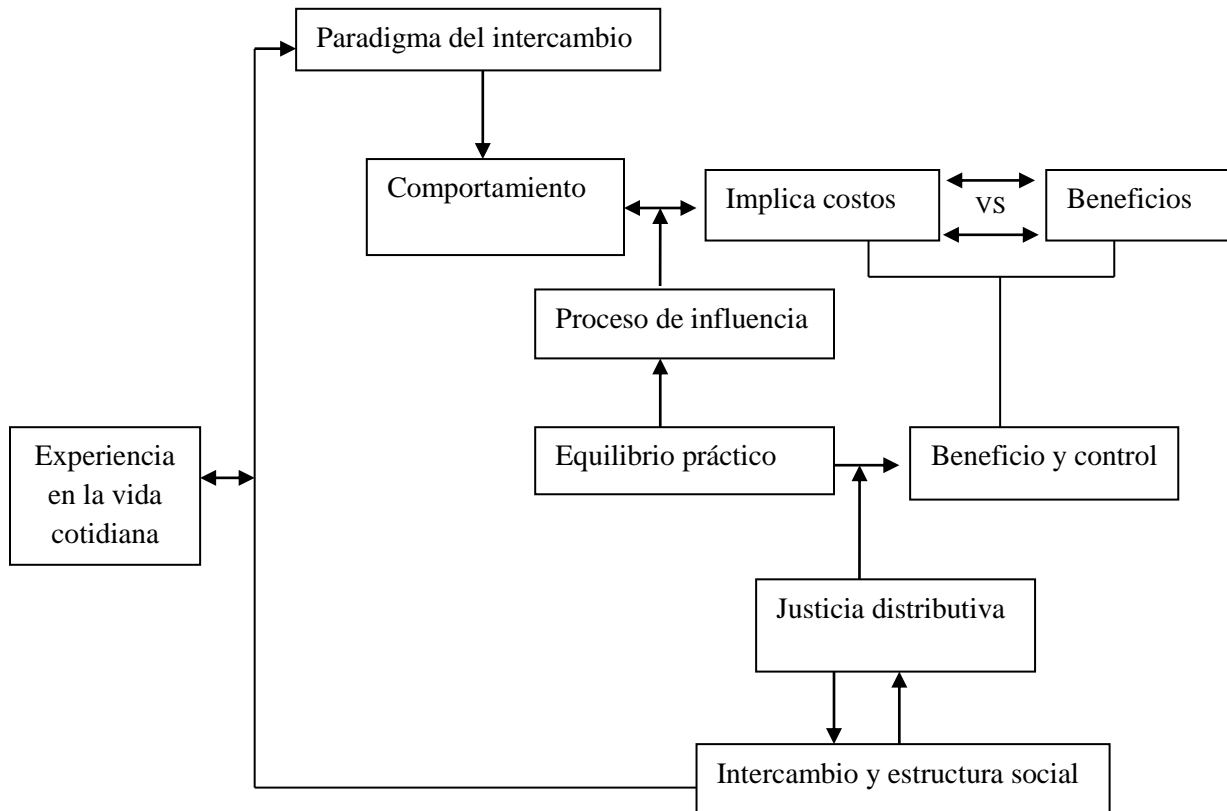 Paradigma del intercambio
Comportamiento
Implica costos
VS
Beneficios
Proceso de influencia
Experiencia
en la vida
cotidiana
Equilibrio práctico
Beneficio y control
Justicia distributiva
Intercambio y estructura social